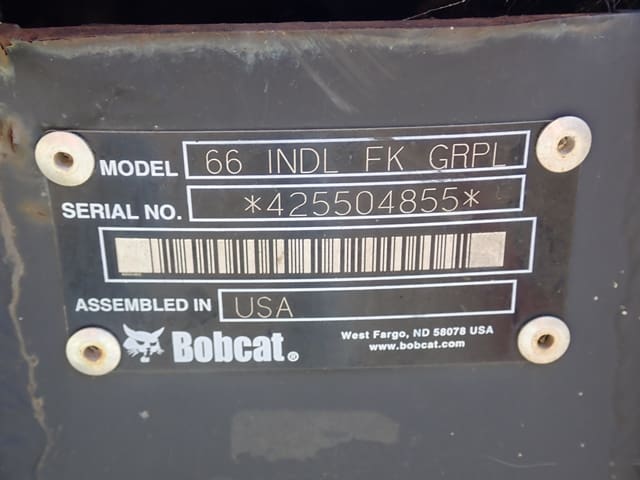 MODEL 66 INDL FK GRPL
SERIAL NO. *425504855*
ASSEMBLED IN USA
Bobcat®
West Fargo, ND 58078 USA
www.bobcat.com